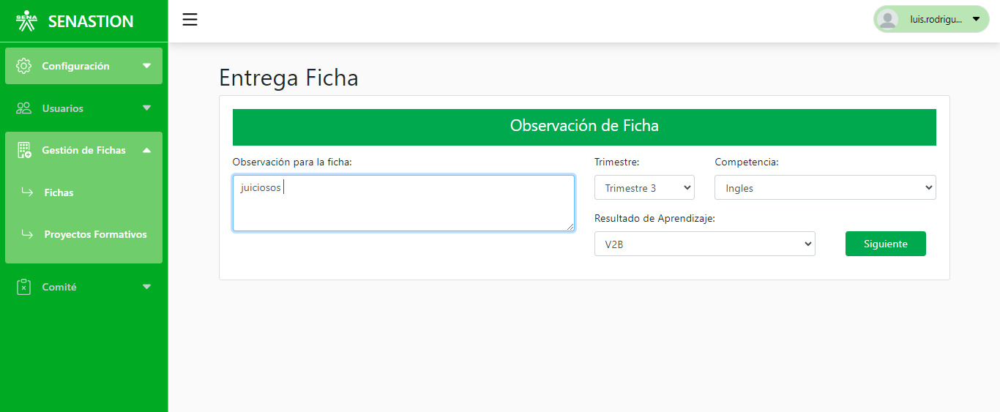 SENA
SENASTION
luis.rodrigu...
Configuración
Usuarios
Gestión de Fichas
Fichas
Proyectos Formativos
Comité
Entrega Ficha
Observación de Ficha
Observación para la ficha:
juiciosos
Trimestre:
Trimestre 3
Competencia:
Ingles
Resultado de Aprendizaje:
V2B
Siguiente